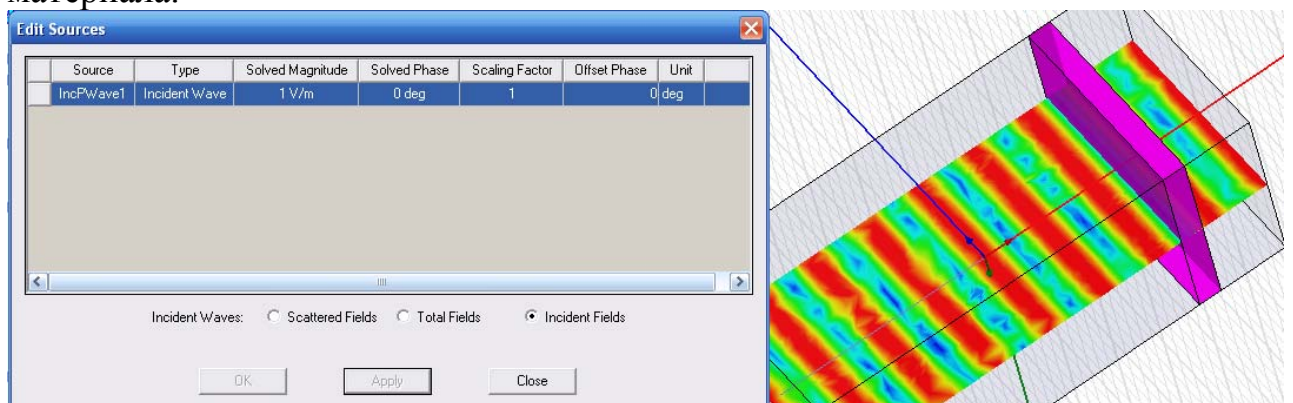 материала.
Edit Sources
Source Type Solved Magnitude Solved Phase Scaling Factor Offset Phase Unit
IncPWave1 Incident Wave 1 V/m 0 deg 1 0 deg
Incident Waves: Scattered Fields Total Fields Incident Fields
OK Apply Close